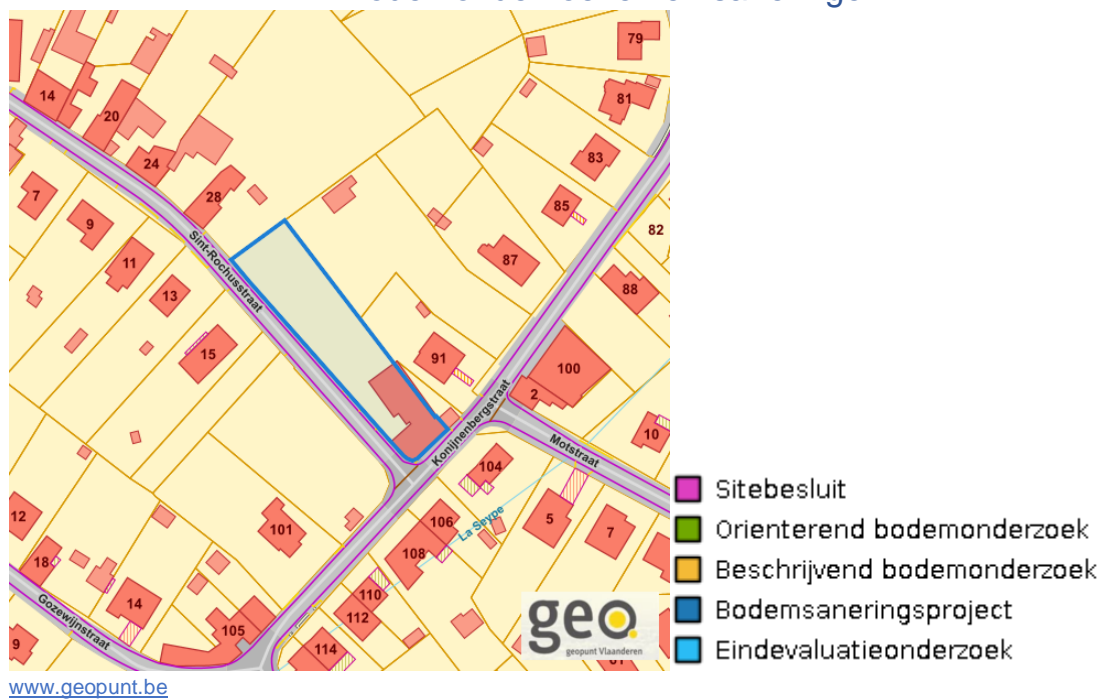 79
14
81
20
83
24
7
28
85
9
82
Sint-Rochusstraat
11
87
88
13
15
91
100
2
Konijnenbergstraat
10
Motstraat
104
Sitebesluit
12
106
5
La Seype
101
7
Orienterend bodemonderzoek
108
18
Beschrijvend bodemonderzoek
110
14
112
Bodemsaneringsproject
Gozewijnstraat
105
geo
geopunt Vlaanderen
9
114
Eindevaluatieonderzoek
www.geopunt.be